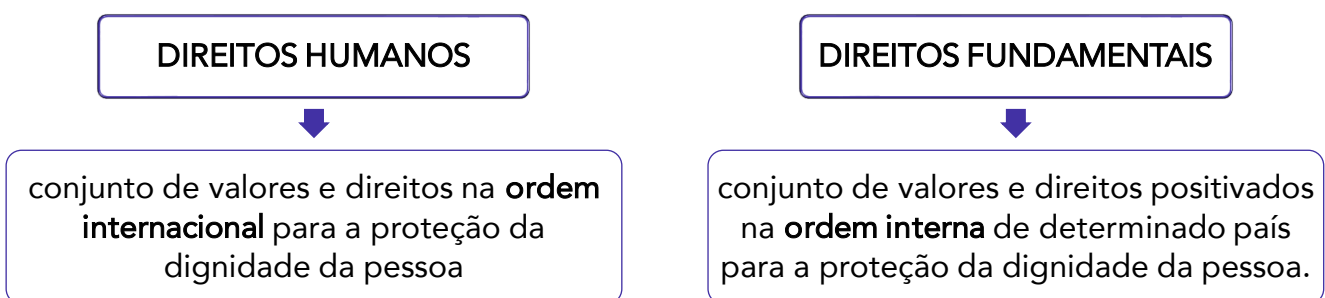 DIREITOS HUMANOS
conjunto de valores e direitos na ordem
internacional para a proteção da
dignidade da pessoa
DIREITOS FUNDAMENTAIS
conjunto de valores e direitos positivados
na ordem interna de determinado país
para a proteção da dignidade da pessoa.